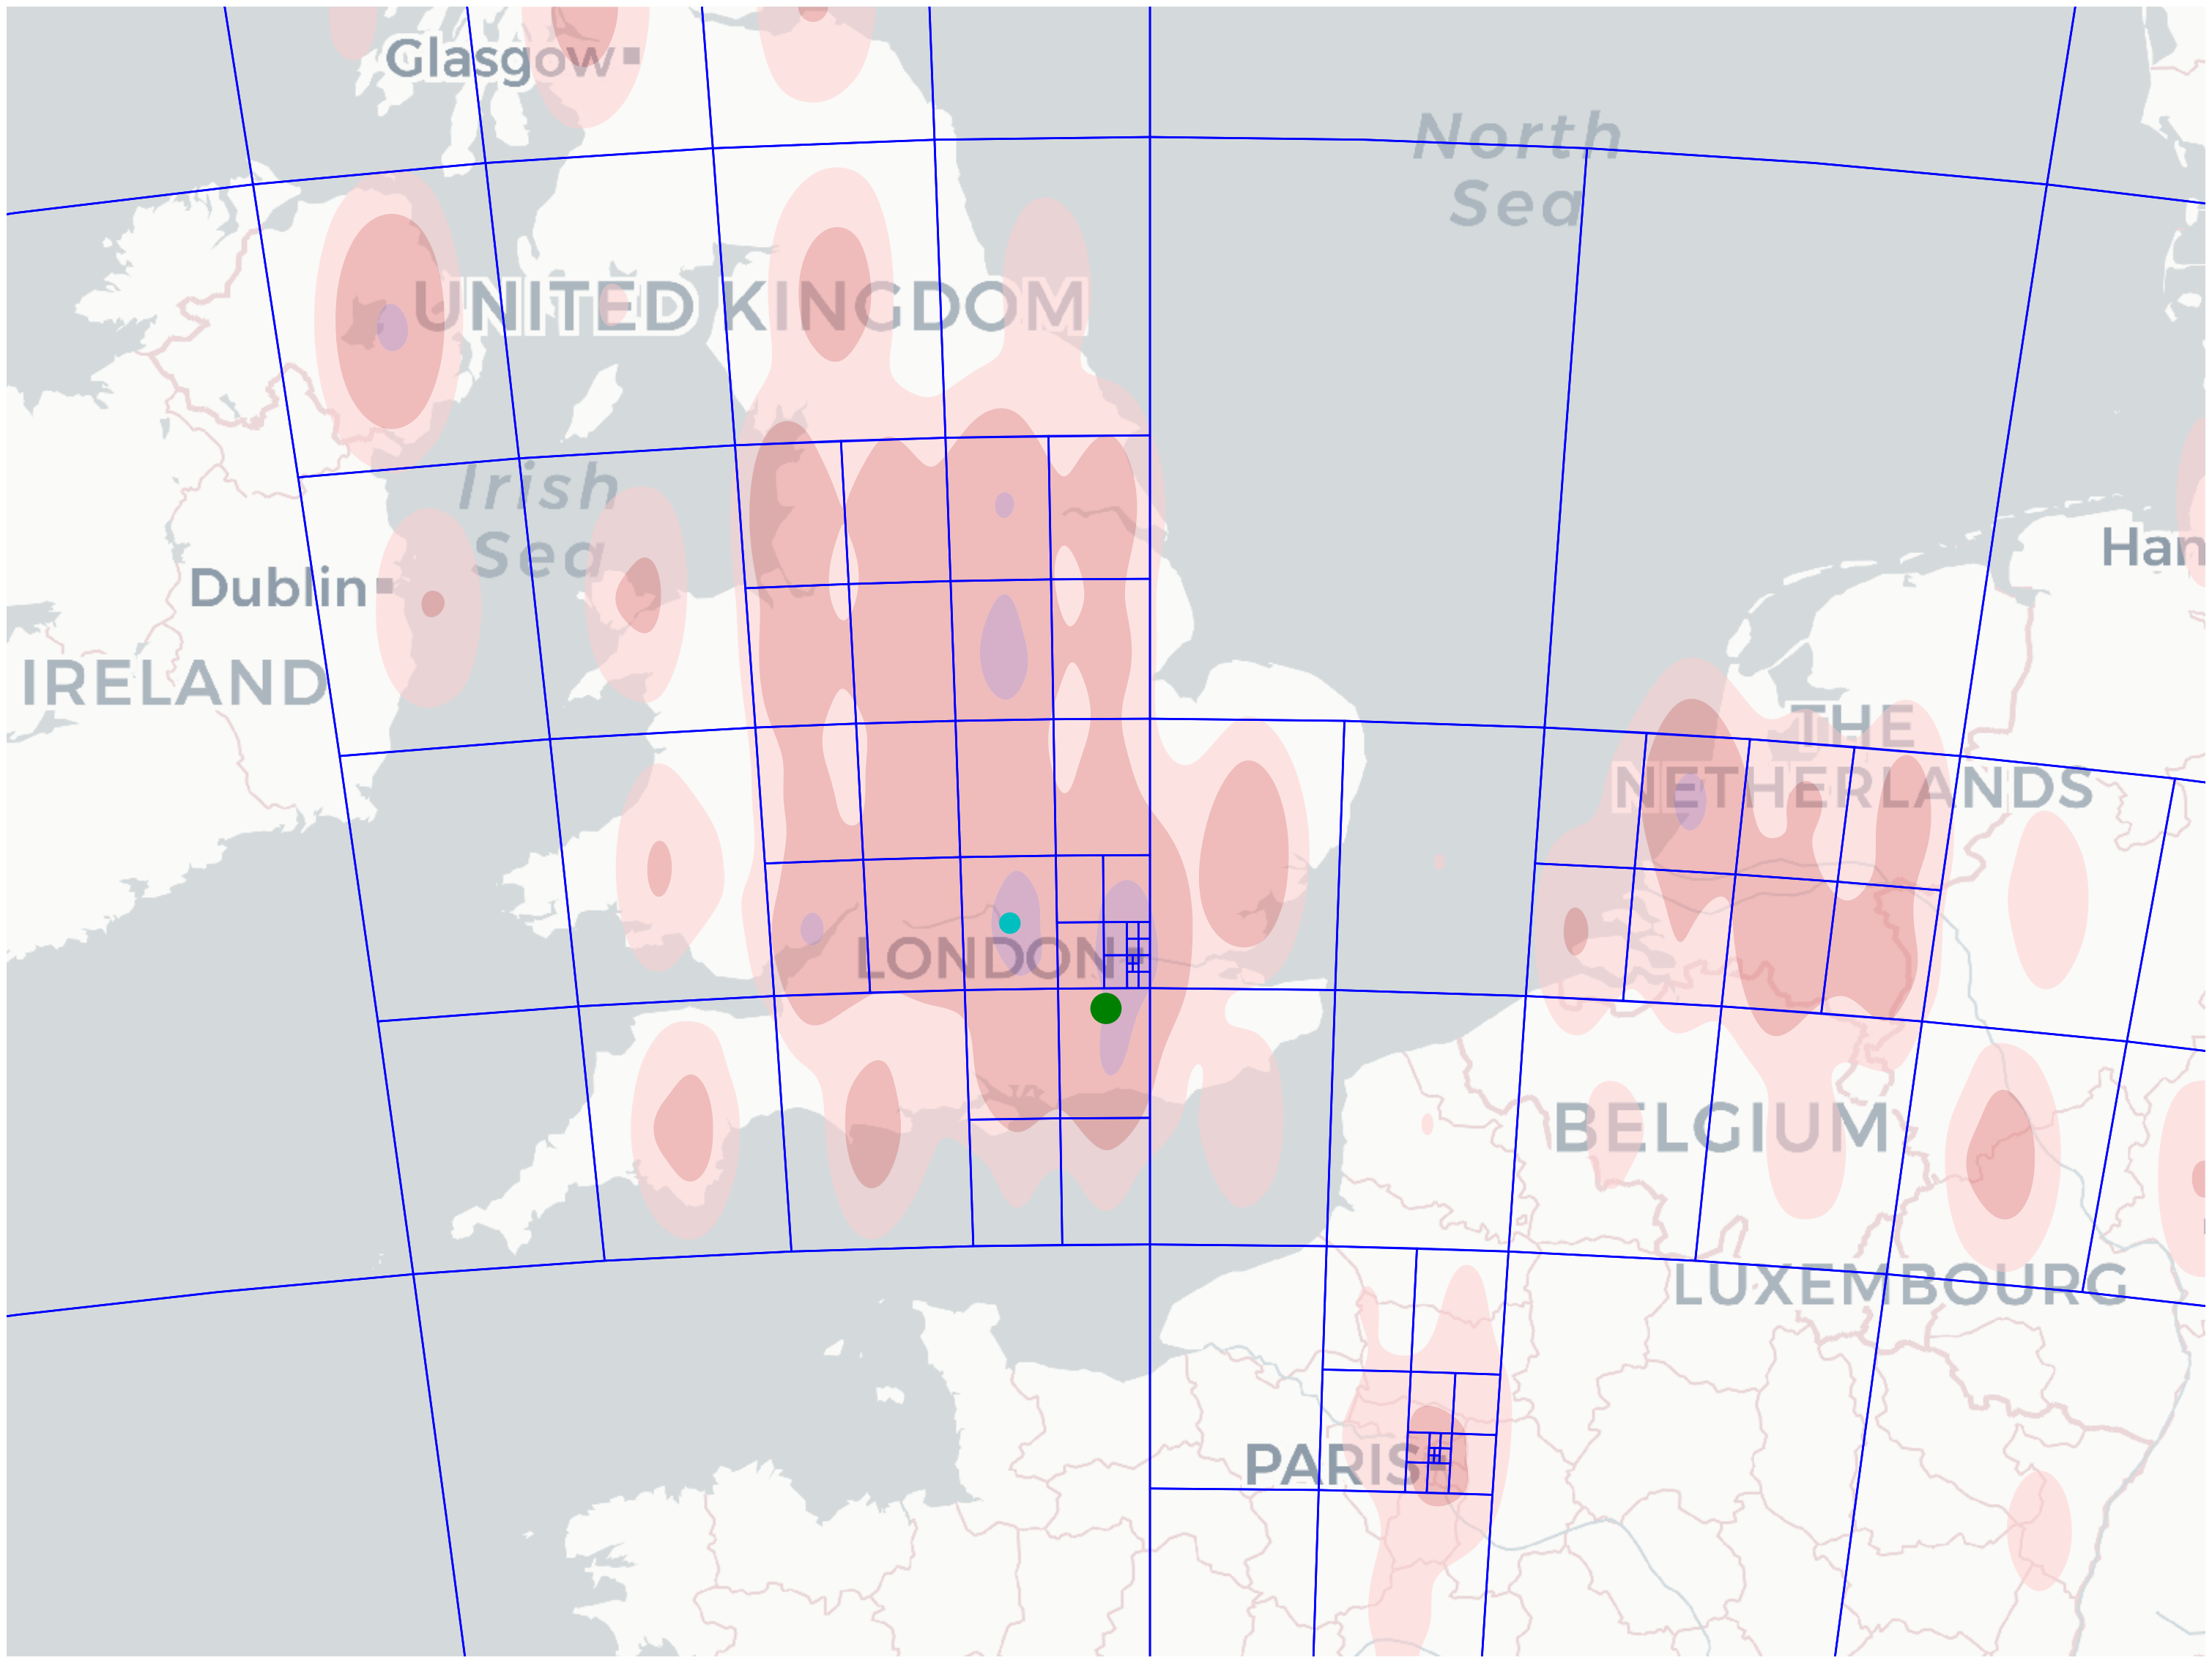 Glasgow
North
Sea
UNITED KINGDOM
Irish
Sea
Dublin
Han
IRELAND
THE
NETHERLANDS
LONDON
BELGIUM
LUXEMBOURG
PARIS